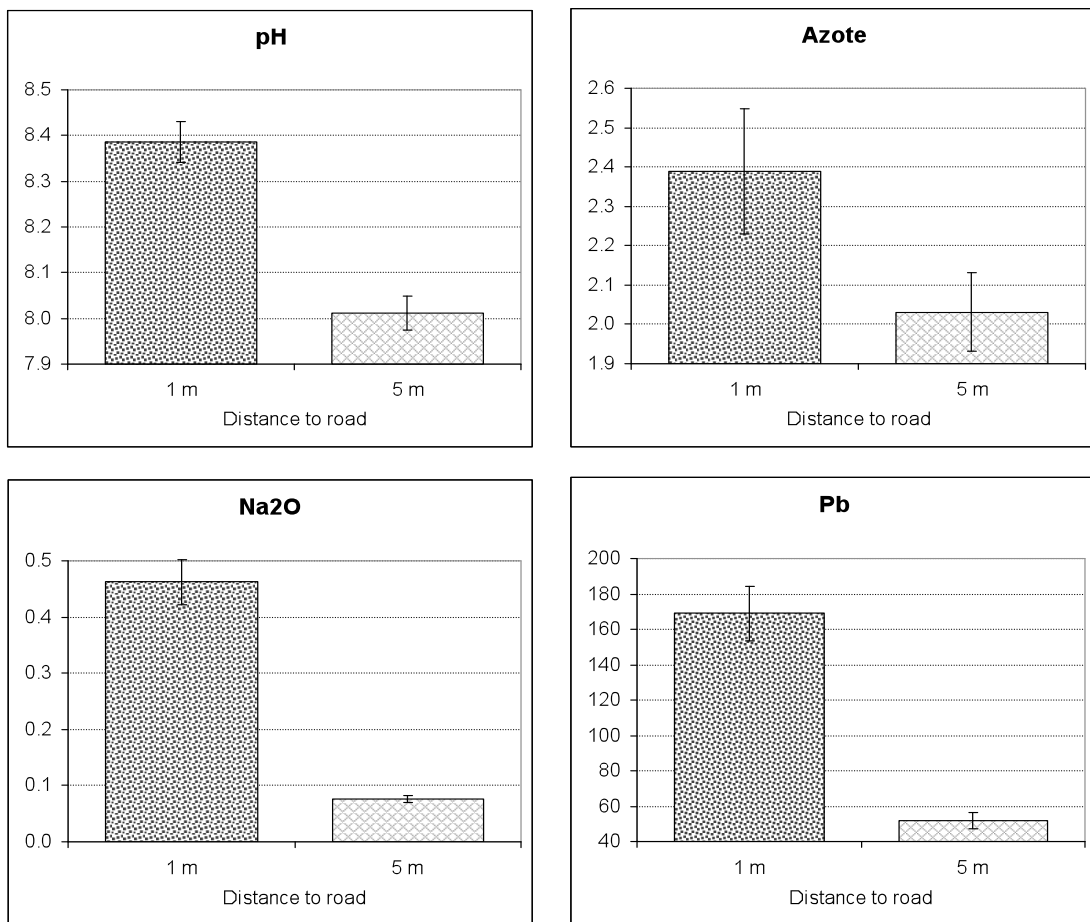 pH
8.5
8.4
8.3
8.2
8.1
8.0
7.9
1 m 5 m
Distance to road
Azote
2.6
2.5
2.4
2.3
2.2
2.1
2.0
1.9
1 m 5 m
Distance to road
Na2O
0.5
0.4
0.3
0.2
0.1
0.0
1 m 5 m
Distance to road
Pb
200
180
160
140
120
100
80
60
40
1 m 5 m
Distance to road